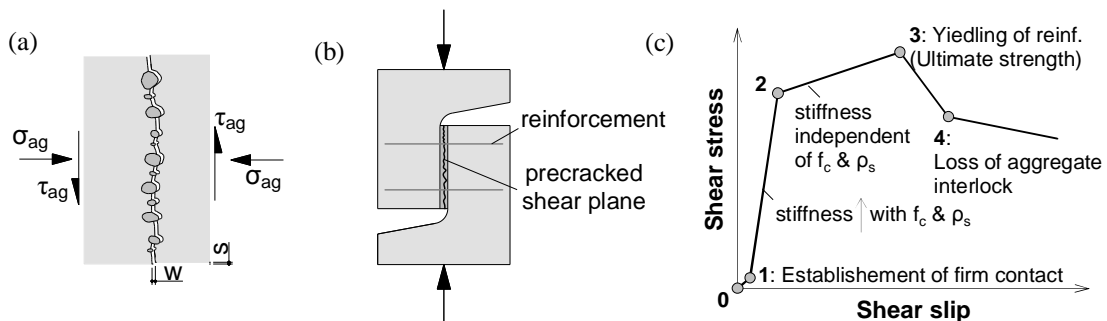 (a)
τag
σag
σag
τag
s
w
(b)
reinforcement
precracked
shear plane
(c)
3: Yiedling of reinf.
(Ultimate strength)
2
stiffness
independent
of fc & ρs
4:
Loss of aggregate
interlock
stiffness ↑ with fc & ρs
1: Establishement of firm contact
0
Shear stress
Shear slip